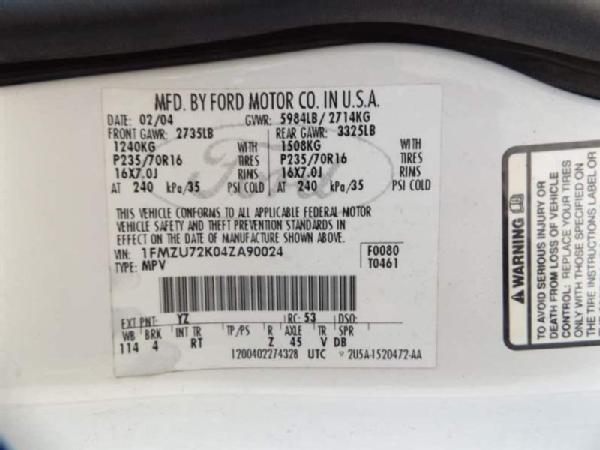 MFD. BY FORD MOTOR CO. IN U.S.A.
DATE: 02/04 GVWR: 5984LB/ 2714KG
FRONT GAWR: 2735LB REAR GAWR: 3325LB
1240KG WITH 1508KG WITH
P235/70R16 TIRES P235/70R16 TIRES
16X7.0J RIMS 16X7.0J RIMS
AT 240 kPa/35 PSI COLD AT 240 kPa/35 PSI COLD
THIS VEHICLE CONFORMS TO ALL APPLICABLE FEDERAL MOTOR
VEHICLE SAFETY AND THEFT PREVENTION STANDARDS IN
EFFECT ON THE DATE OF MANUFACTURE SHOWN ABOVE.
VIN: 1FMZU72K04ZA90024 F0080
TYPE: MPV T0461
EXT PNT: YZ RC: 53 DSO:
WB BRK INT TR TP/PS R AXLE TR SPR
114 4 RT Z 45 V DB
1200402274328 UTC 2U5A-1520472-AA
Ford
WARNING
TO AVOID SERIOUS INJURY OR
DEATH FROM LOSS OF VEHICLE
CONTROL: REPLACE YOUR TIRES
ONLY WITH THOSE SPECIFIED ON
THE TIRE INSTRUCTIONS LABEL OR